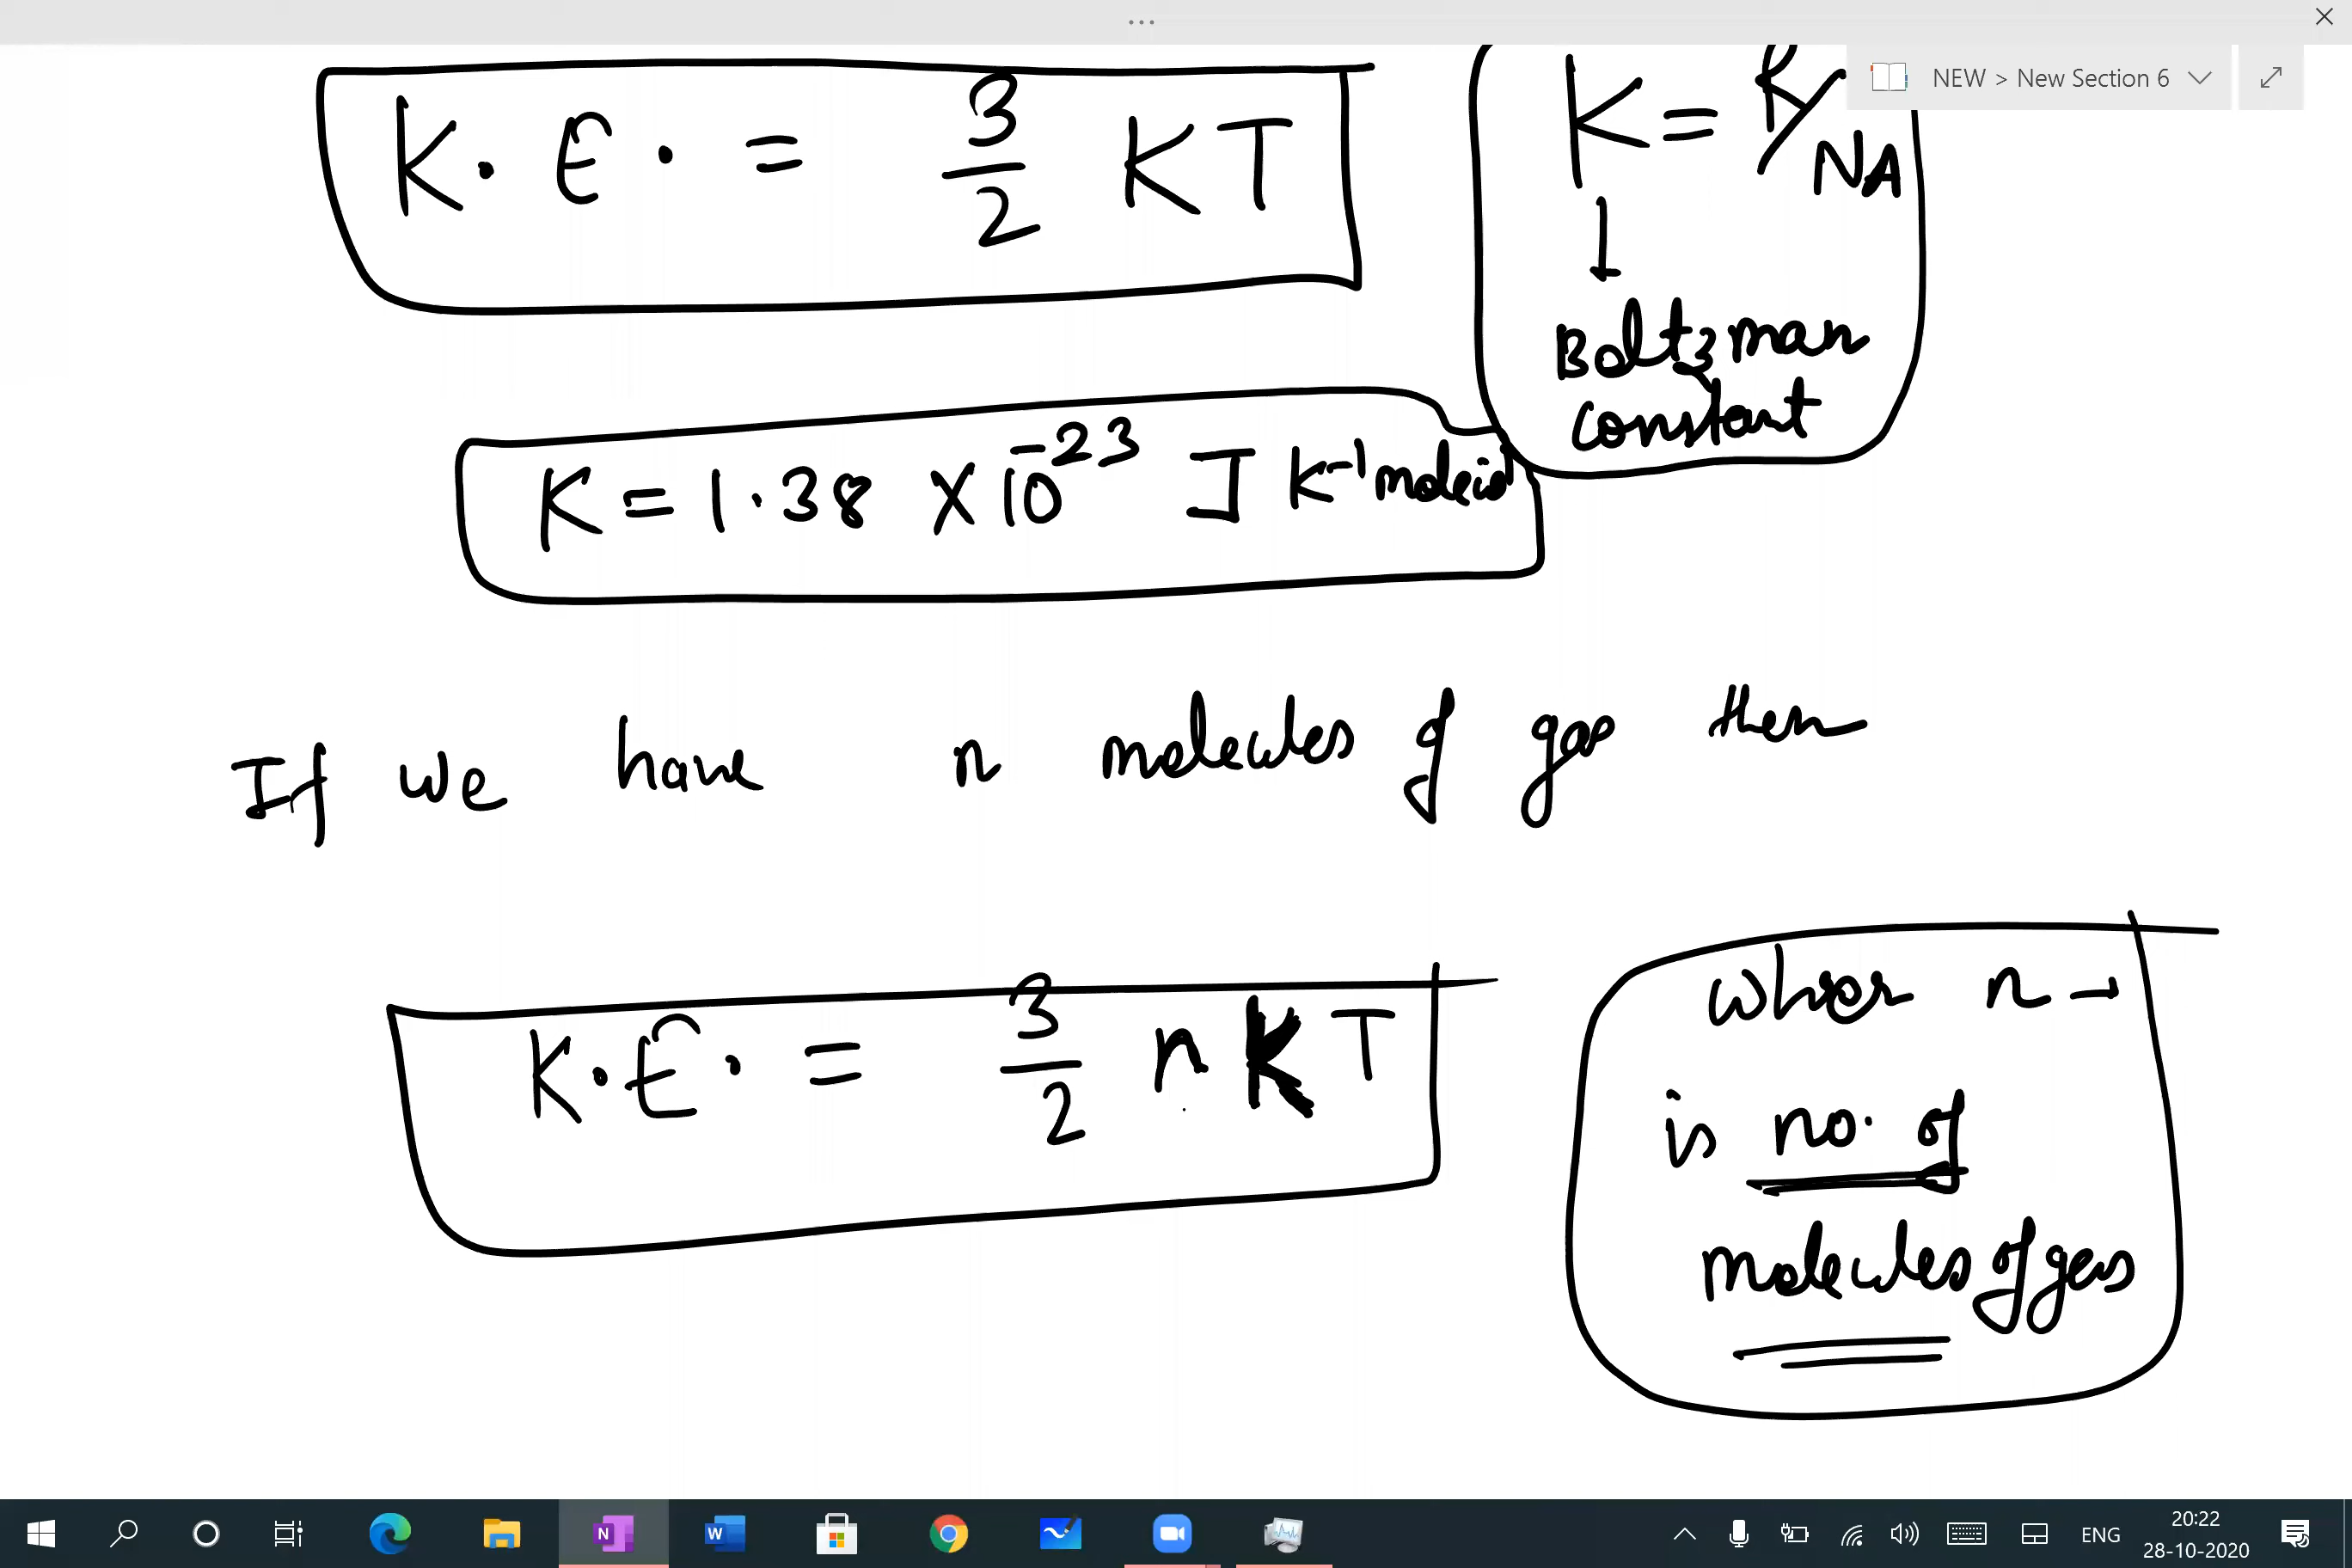 ...
NEW > New Section 6
K.E. = 3/2 KT
K = R/NA
Boltzman
constant
K = 1.38 × 10⁻²³ J K⁻¹
If we have n molecules of gas then
K.E. = 3/2 n K T
where n →
is no. of
molecules of gas
N
W
ENG
20:22
28-10-2020